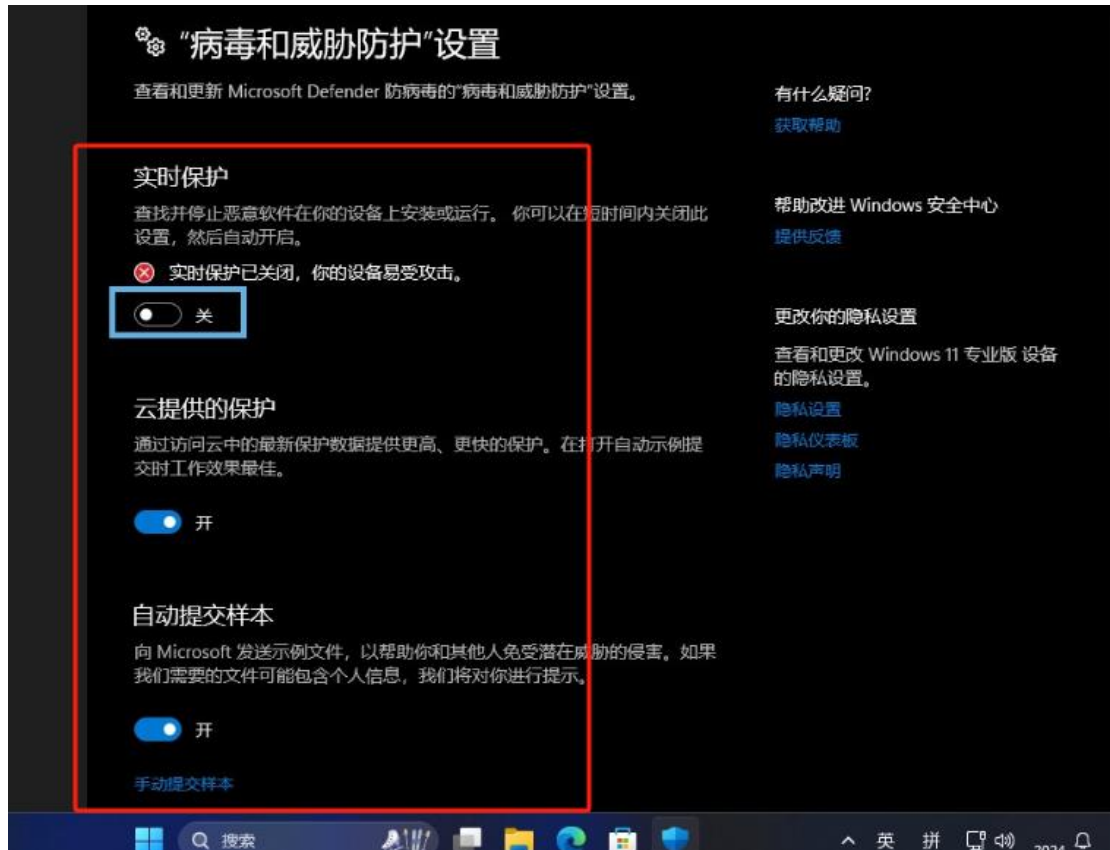 “病毒和威胁防护”设置
查看和更新 Microsoft Defender 防病毒的“病毒和威胁防护”设置。
实时保护
查找并停止恶意软件在你的设备上安装或运行。 你可以在短时间内关闭此
设置，然后自动开启。
实时保护已关闭，你的设备易受攻击。
关
云提供的保护
通过访问云中的最新保护数据提供更高、更快的保护。在打开自动示例提
交时工作效果最佳。
开
自动提交样本
向 Microsoft 发送示例文件，以帮助你和其他人免受潜在威胁的侵害。如果
我们需要的文件可能包含个人信息，我们将对你进行提示。
开
手动提交样本
有什么疑问?
获取帮助
帮助改进 Windows 安全中心
提供反馈
更改你的隐私设置
查看和更改 Windows 11 专业版 设备
的隐私设置。
隐私设置
隐私仪表板
隐私声明
搜索
英 拼